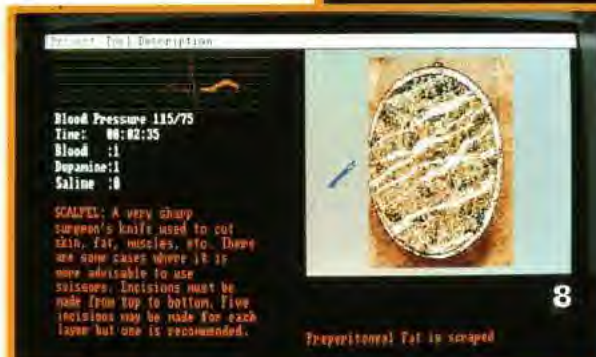 Project Tool Description
Blood Pressure 115/75
Time: 00:02:35
Blood :1
Dopamine:1
Saline :0
SCALPEL: A very sharp
surgeon's knife used to cut
skin, fat, muscles, etc. There
are some cases where it is
more advisable to use
scissors. Incisions must be
made from top to bottom. Five
incisions may be made for each
layer but one is recommended.
8
Preperitoneal Fat is scraped